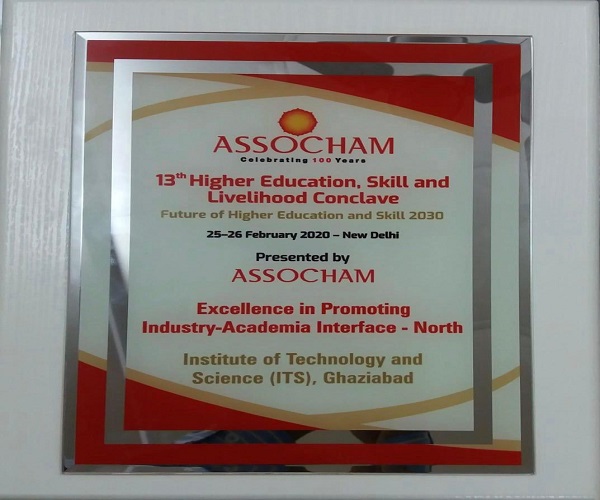 ASSOCHAM
Celebrating 100 Years
13th Higher Education, Skill and
Livelihood Conclave
Future of Higher Education and Skill 2030
25–26 February 2020 – New Delhi
Presented by
ASSOCHAM
Excellence in Promoting
Industry-Academia Interface - North
Institute of Technology and
Science (ITS), Ghaziabad